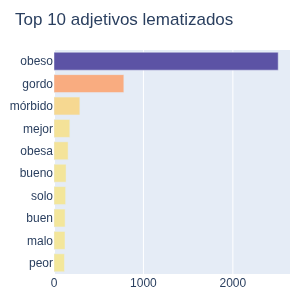 Top 10 adjetivos lematizados
obeso
gordo
mórbido
mejor
obesa
bueno
solo
buen
malo
peor
0 1000 2000